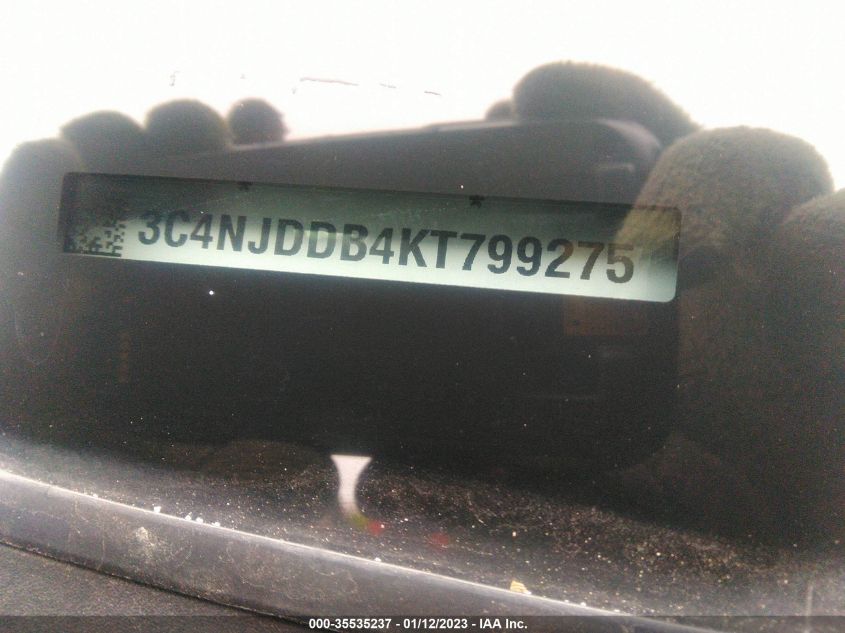 3C4NJDDB4KT799275
000-35535237 - 01/12/2023 - IAA Inc.